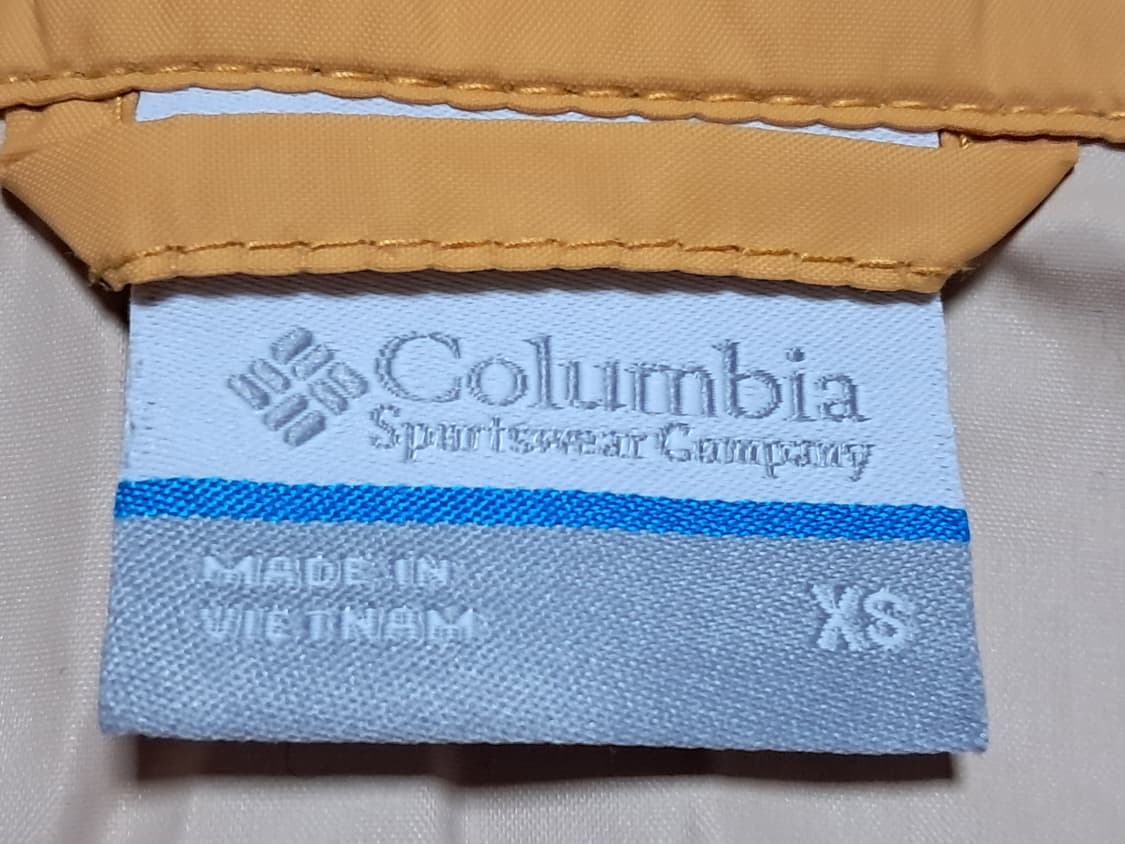 Columbia
Sportswear Company
MADE IN
VIETNAM
XS